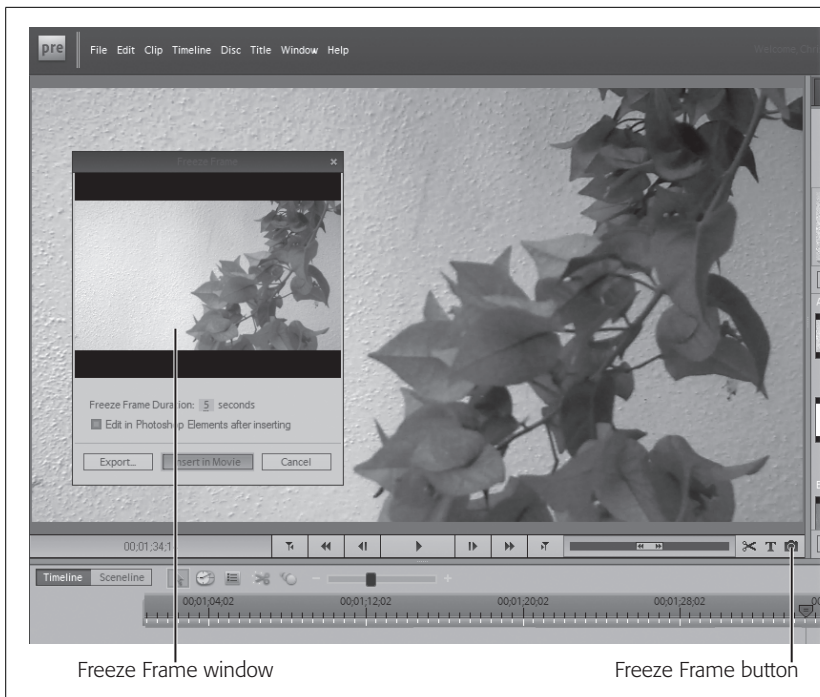 pre File Edit Clip Timeline Disc Title Window Help
Welcome,
Freeze Frame
Freeze Frame Duration: 5 seconds
Edit in Photoshop Elements after inserting
Export... Insert in Movie Cancel
00;01;34;1
T
Timeline Sceneline
00;01;04;02 00;01;12;02 00;01;20;02 00;01;28;02 00
Freeze Frame window Freeze Frame button